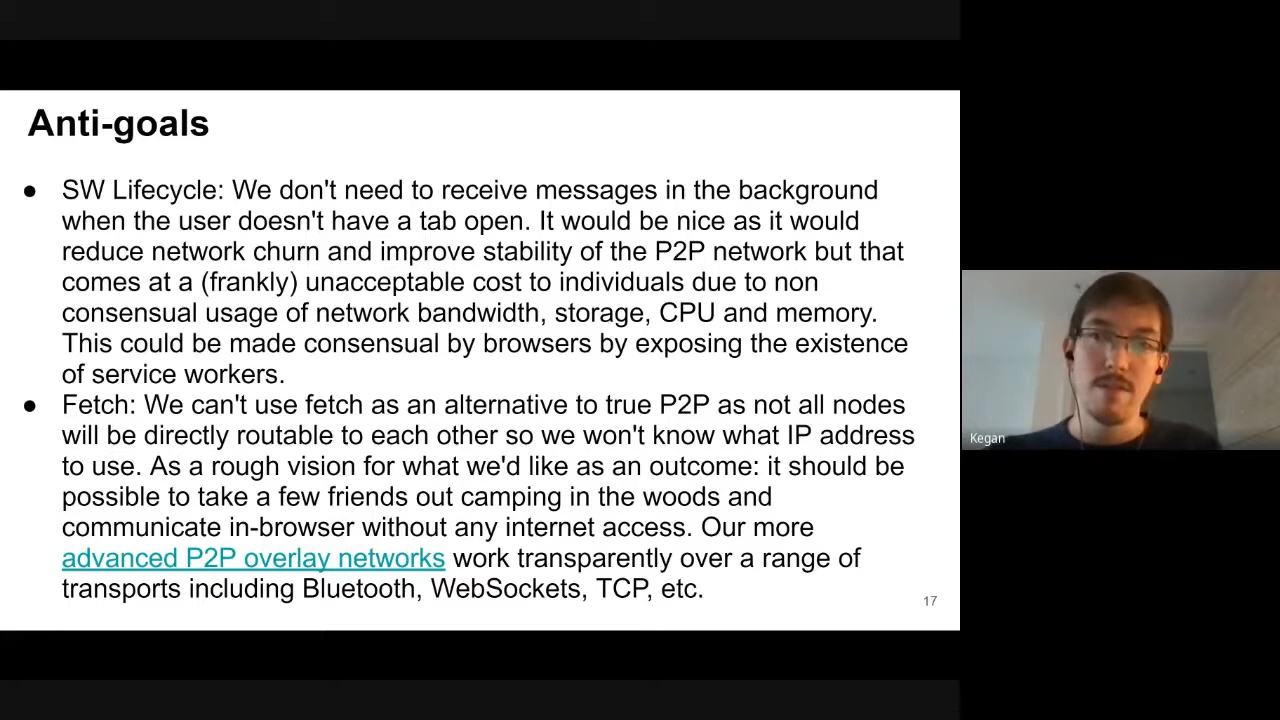 Anti-goals
● SW Lifecycle: We don't need to receive messages in the background
when the user doesn't have a tab open. It would be nice as it would
reduce network churn and improve stability of the P2P network but that
comes at a (frankly) unacceptable cost to individuals due to non
consensual usage of network bandwidth, storage, CPU and memory.
This could be made consensual by browsers by exposing the existence
of service workers.
● Fetch: We can't use fetch as an alternative to true P2P as not all nodes
will be directly routable to each other so we won't know what IP address
to use. As a rough vision for what we'd like as an outcome: it should be
possible to take a few friends out camping in the woods and
communicate in-browser without any internet access. Our more
advanced P2P overlay networks work transparently over a range of
transports including Bluetooth, WebSockets, TCP, etc.
17
Kegan